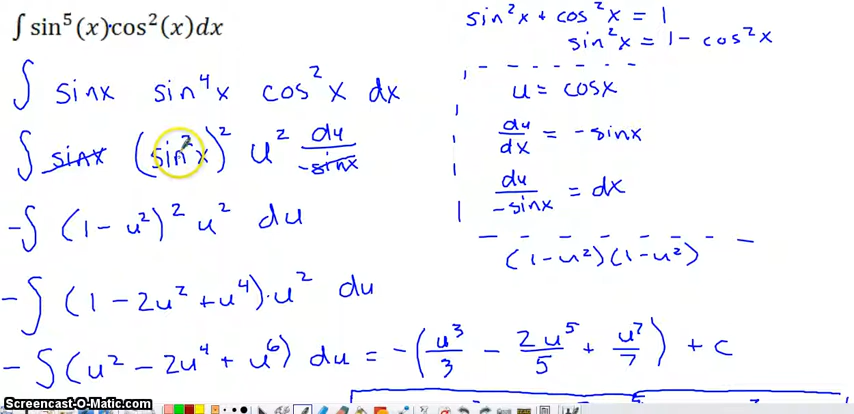 ∫ sin⁵(x)·cos²(x)dx
∫ sinx sin⁴x cos²x dx
∫ sinx (sin²x)² u² du/-sinx
-∫ (1-u²)² u² du
-∫ (1-2u²+u⁴)·u² du
-∫ (u²-2u⁴+u⁶) du = -(u³/3 - 2u⁵/5 + u⁷/7) + c
sin²x + cos²x = 1
sin²x = 1 - cos²x
u = cosx
du/dx = -sinx
du/-sinx = dx
(1-u²)(1-u²)
Screencast-O-Matic.com